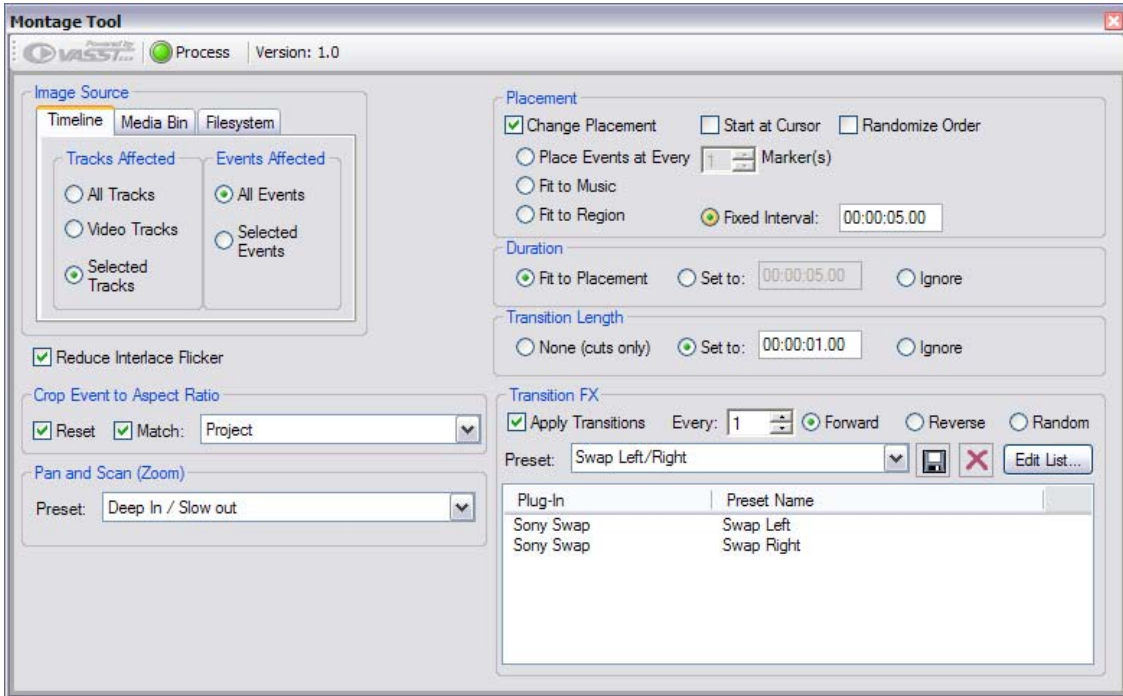 Montage Tool
Powered by
VASST...
Process
Version: 1.0
Image Source
Timeline
Media Bin
Filesystem
Tracks Affected
All Tracks
Video Tracks
Selected
Tracks
Events Affected
All Events
Selected
Events
Reduce Interlace Flicker
Crop Event to Aspect Ratio
Reset
Match:
Project
Pan and Scan (Zoom)
Preset:
Deep In / Slow out
Placement
Change Placement
Start at Cursor
Randomize Order
Place Events at Every
1
Marker(s)
Fit to Music
Fit to Region
Fixed Interval:
00:00:05.00
Duration
Fit to Placement
Set to:
00:00:05.00
Ignore
Transition Length
None (cuts only)
Set to:
00:00:01.00
Ignore
Transition FX
Apply Transitions
Every:
1
Forward
Reverse
Random
Preset:
Swap Left/Right
Edit List...
Plug-In
Preset Name
Sony Swap
Swap Left
Sony Swap
Swap Right